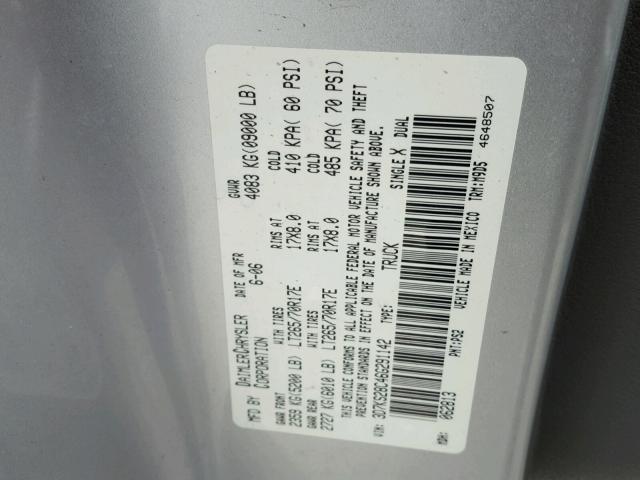 MFD BY DAIMLERCHRYSLER CORPORATION DATE OF MFR 6-06 GVWR 4083 KG(09000 LB)
GAWR FRONT WITH TIRES RIMS AT COLD
2359 KG(5200 LB) LT265/70R17E 17X8.0 410 KPA( 60 PSI)
GAWR REAR WITH TIRES RIMS AT COLD
2727 KG(6010 LB) LT265/70R17E 17X8.0 485 KPA( 70 PSI)
THIS VEHICLE CONFORMS TO ALL APPLICABLE FEDERAL MOTOR VEHICLE SAFETY AND THEFT
STANDARDS IN EFFECT ON THE DATE OF MANUFACTURE SHOWN ABOVE.
VIN: 3D7KS28C46G291142 TYPE: TRUCK SINGLE X DUAL
MDH: 062813 PNT:PS2 VEHICLE MADE IN MEXICO TRM:M9D5
4648507